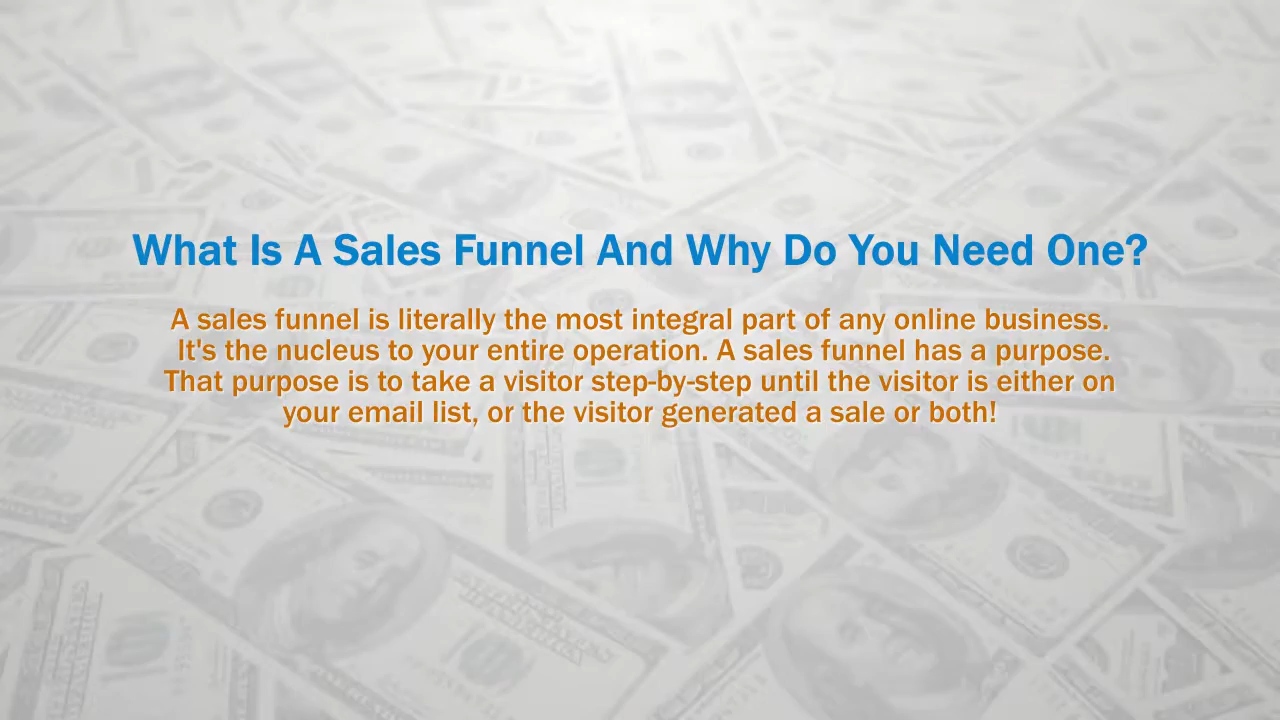 What Is A Sales Funnel And Why Do You Need One?
A sales funnel is literally the most integral part of any online business.
It's the nucleus to your entire operation. A sales funnel has a purpose.
That purpose is to take a visitor step-by-step until the visitor is either on
your email list, or the visitor generated a sale or both!